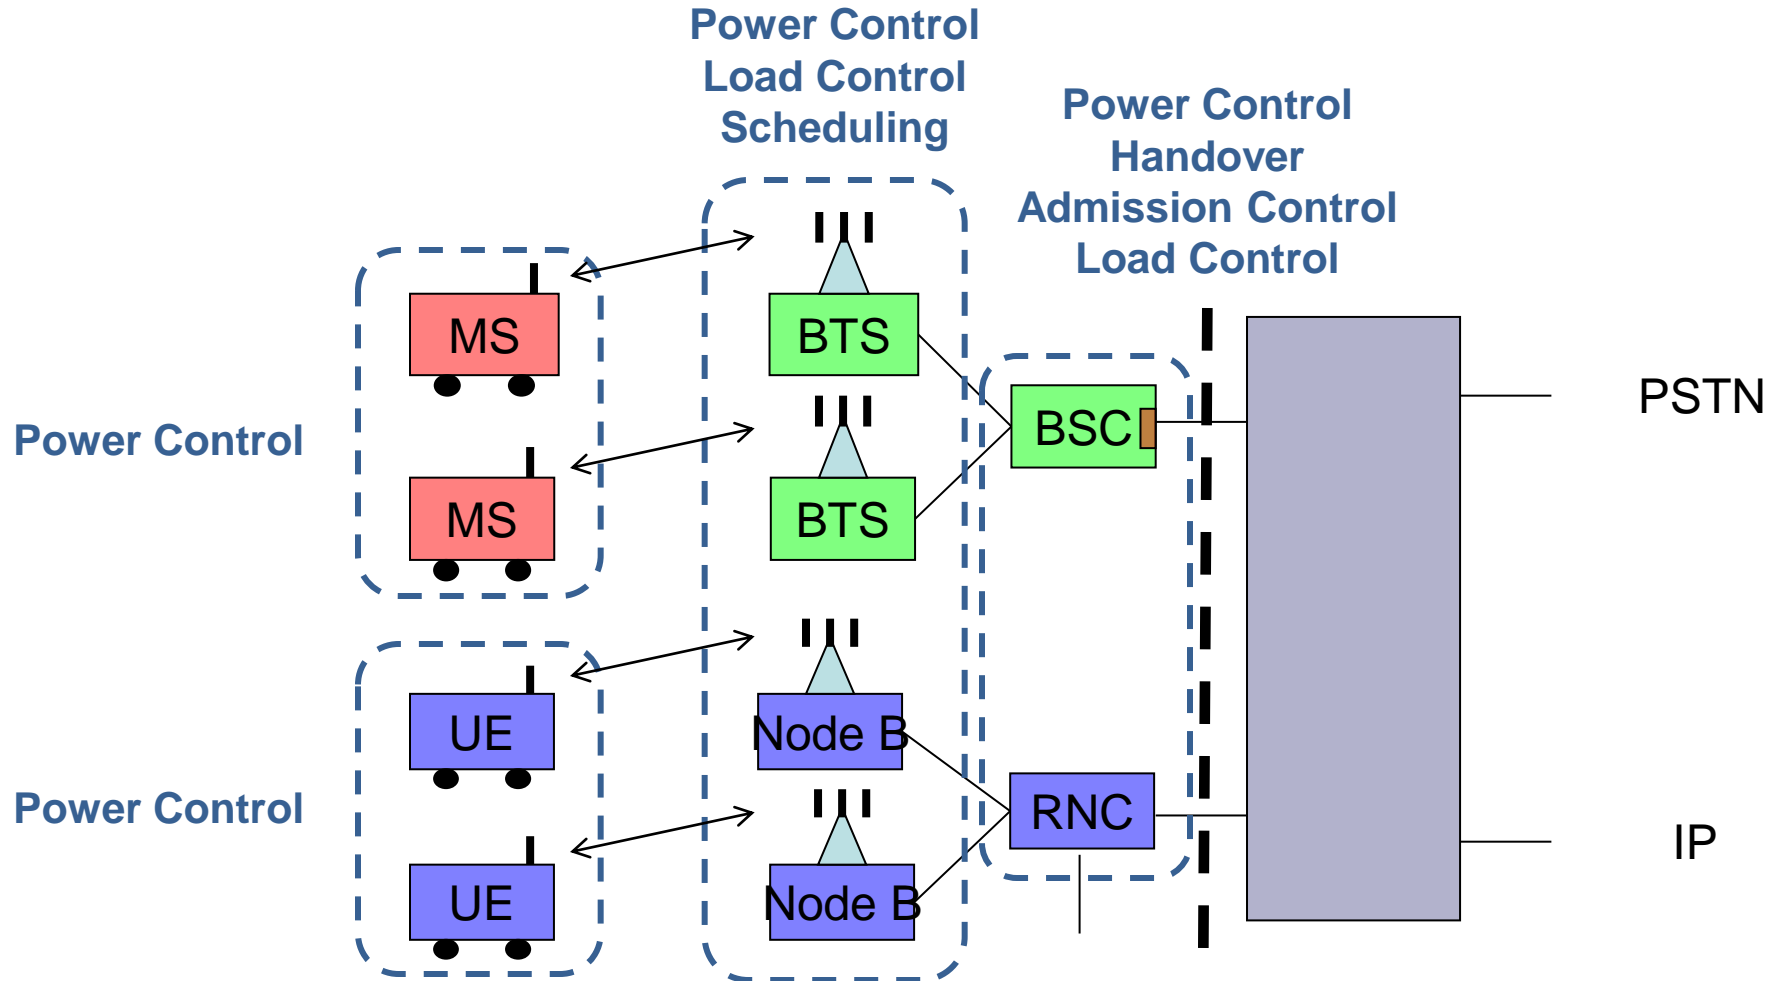 Power Control
Load Control
Scheduling
Power Control
Handover
Admission Control
Load Control
MS
BTS
BSC
PSTN
Power Control
MS
BTS
UE
Node B
Power Control
RNC
IP
UE
Node B